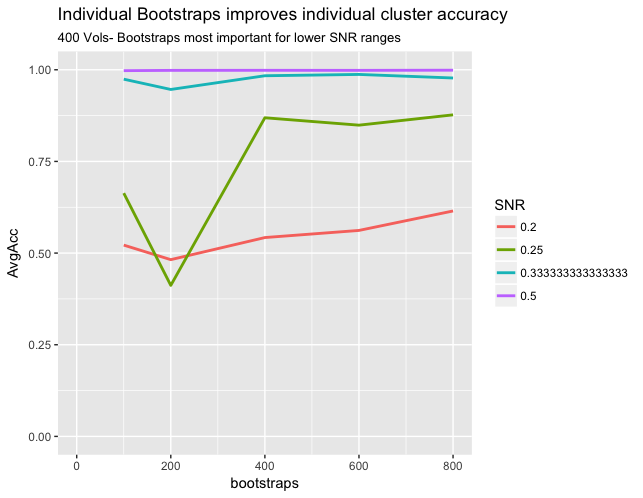 Individual Bootstraps improves individual cluster accuracy
400 Vols- Bootstraps most important for lower SNR ranges
1.00
0.75
0.50
0.25
0.00
AvgAcc
0 200 400 600 800
bootstraps
SNR
0.2
0.25
0.333333333333333
0.5